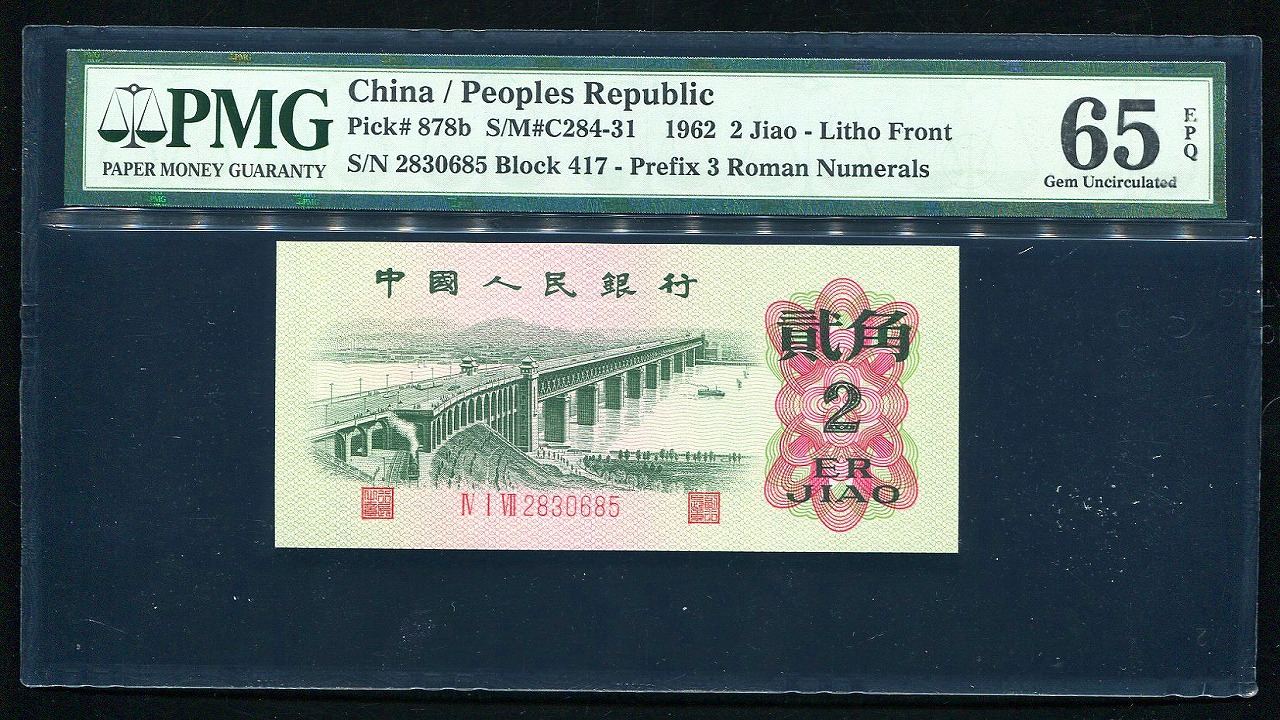 PMG
PAPER MONEY GUARANTY
China / Peoples Republic
Pick# 878b S/M#C284-31 1962 2 Jiao - Litho Front
S/N 2830685 Block 417 - Prefix 3 Roman Numerals
65
EPQ
Gem Uncirculated
中國人民銀行
貳角
2
ER
JIAO
Ⅳ Ⅰ Ⅶ 2830685